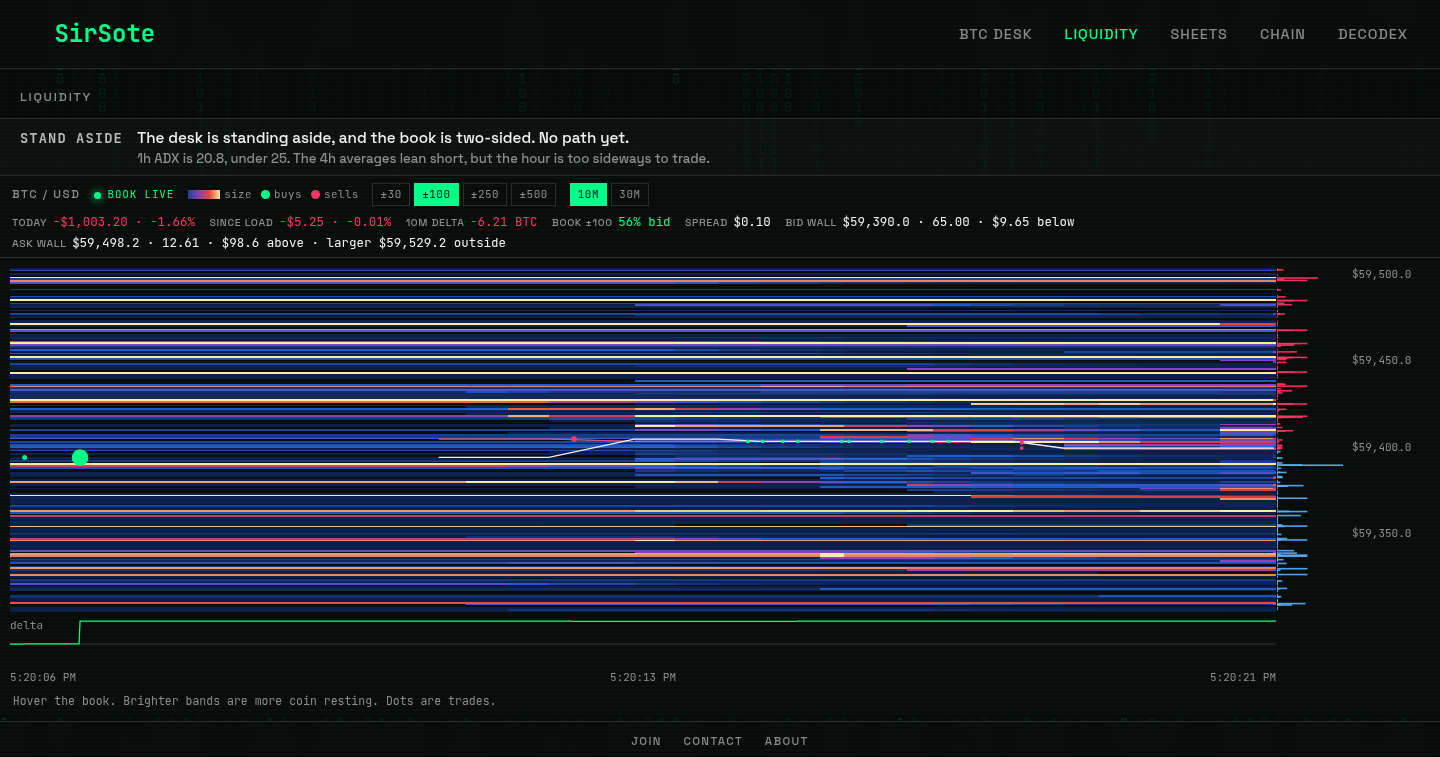 SirSote
BTC DESK LIQUIDITY SHEETS CHAIN DECODEX
LIQUIDITY
STAND ASIDE The desk is standing aside, and the book is two-sided. No path yet.
1h ADX is 20.8, under 25. The 4h averages lean short, but the hour is too sideways to trade.
BTC / USD BOOK LIVE size buys sells ±30 ±100 ±250 ±500 10M 30M
TODAY -$1,003.20 · -1.66% SINCE LOAD -$5.25 · -0.01% 10M DELTA -6.21 BTC BOOK ±100 56% bid SPREAD $0.10 BID WALL $59,390.0 · 65.00 · $9.65 below
ASK WALL $59,498.2 · 12.61 · $98.6 above · larger $59,529.2 outside
$59,500.0
$59,450.0
$59,400.0
$59,350.0
delta
5:20:06 PM 5:20:13 PM 5:20:21 PM
Hover the book. Brighter bands are more coin resting. Dots are trades.
JOIN CONTACT ABOUT